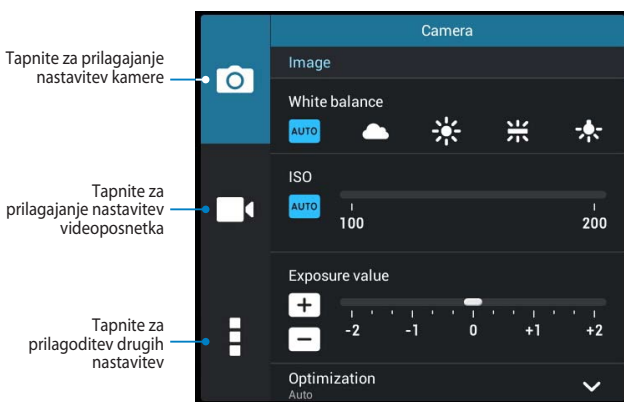 Tapnite za prilagajanje
nastavitev kamere
Tapnite za
prilagajanje nastavitev
videoposnetka
Tapnite za
prilagoditev drugih
nastavitev
Camera
Image
White balance
AUTO
ISO
AUTO
100 200
Exposure value
-2 -1 0 +1 +2
Optimization
Auto